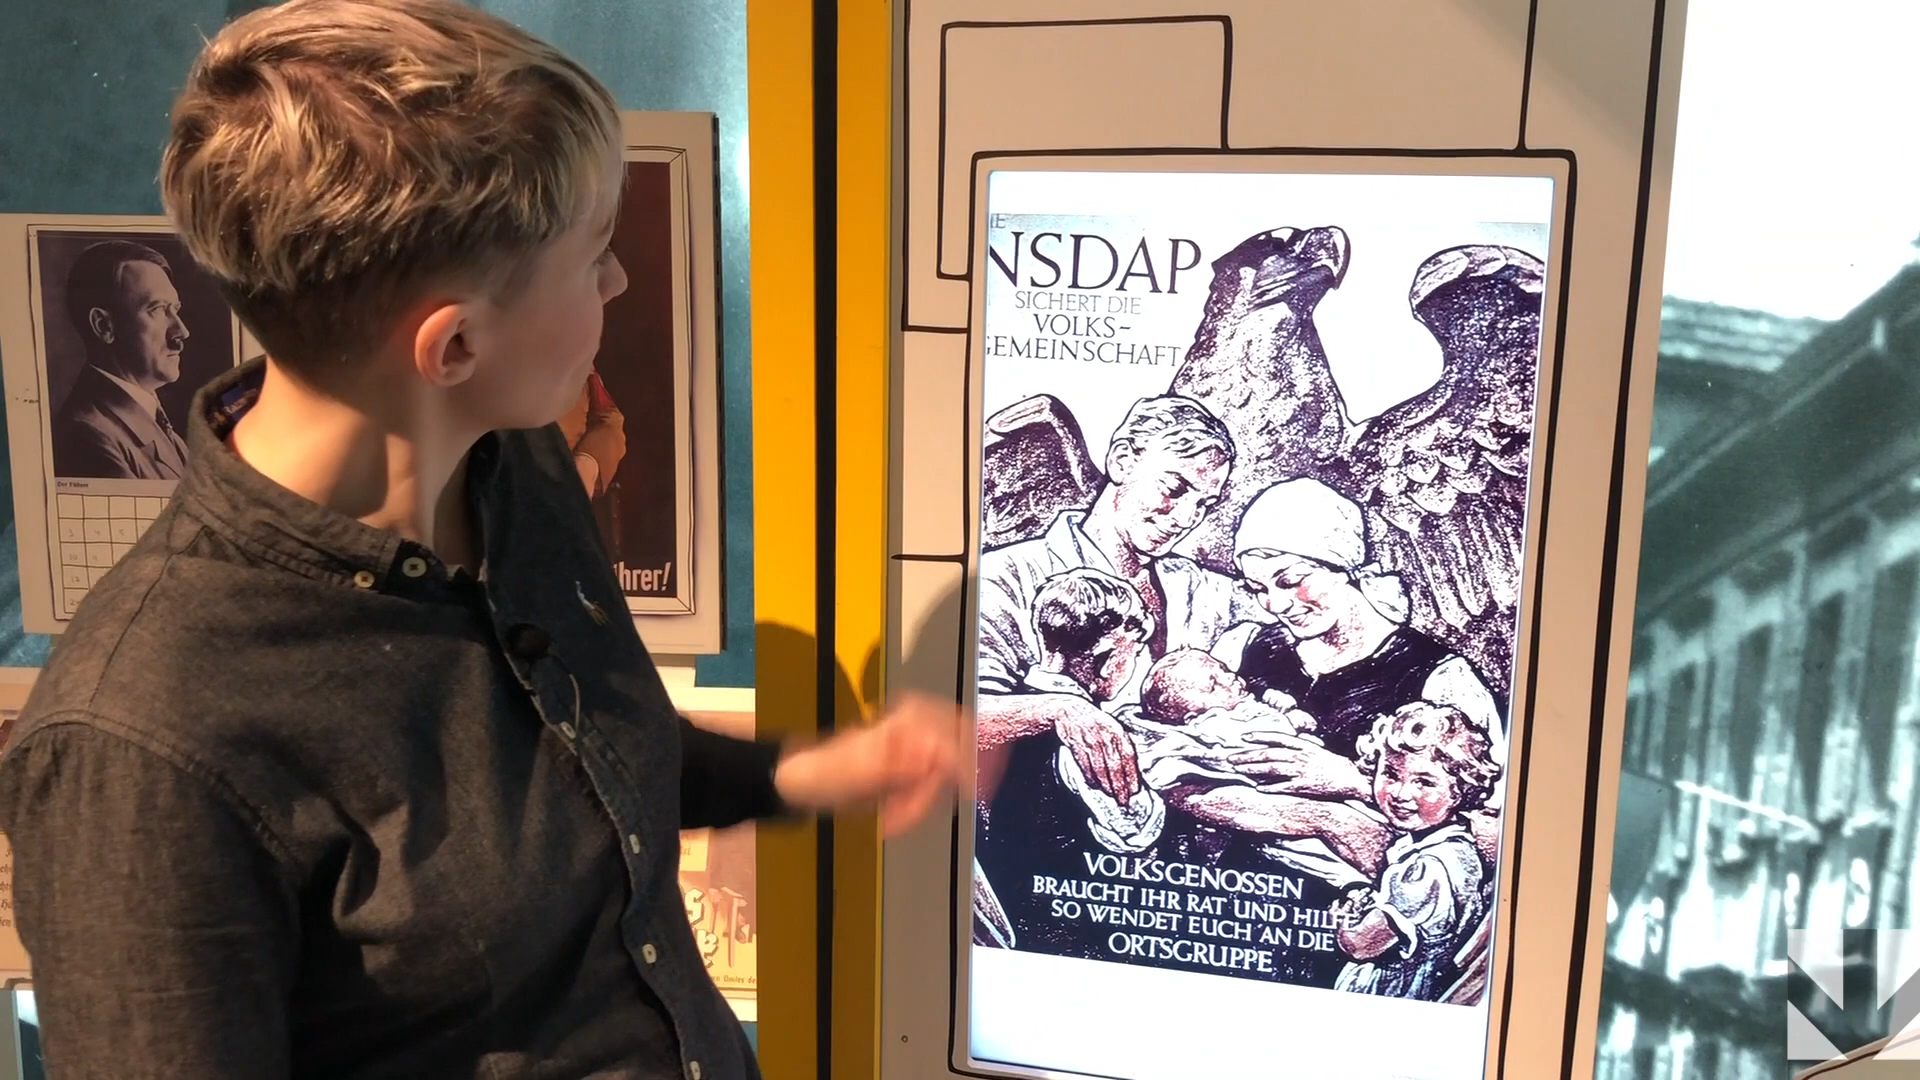 Der Führer
hrer!
IE
NSDAP
SICHERT DIE
VOLKS-
GEMEINSCHAFT
VOLKSGENOSSEN
BRAUCHT IHR RAT UND HILFE
SO WENDET EUCH AN DIE
ORTSGRUPPE